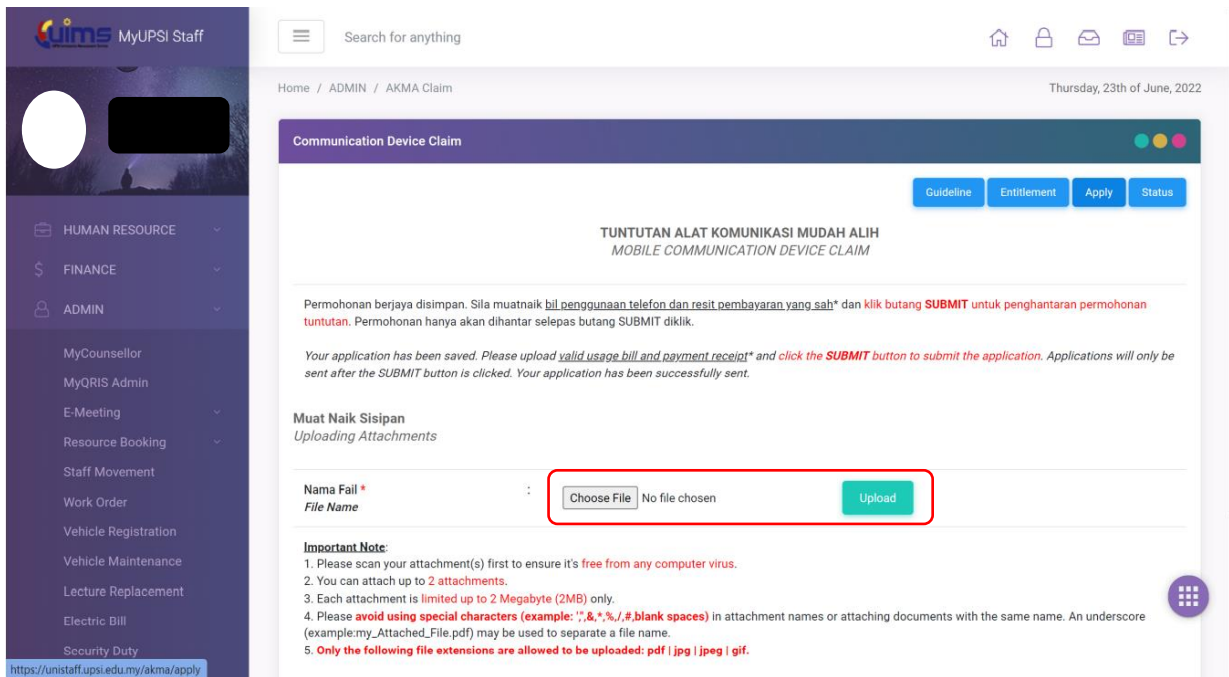 uims MyUPSI Staff
Search for anything
Home / ADMIN / AKMA Claim
Thursday, 23th of June, 2022
HUMAN RESOURCE
FINANCE
ADMIN
MyCounsellor
MyQRIS Admin
E-Meeting
Resource Booking
Staff Movement
Work Order
Vehicle Registration
Vehicle Maintenance
Lecture Replacement
Electric Bill
Security Duty
https://unistaff.upsi.edu.my/akma/apply
Communication Device Claim
Guideline Entitlement Apply Status
TUNTUTAN ALAT KOMUNIKASI MUDAH ALIH
MOBILE COMMUNICATION DEVICE CLAIM
Permohonan berjaya disimpan. Sila muatnaik bil penggunaan telefon dan resit pembayaran yang sah* dan klik butang SUBMIT untuk penghantaran permohonan
tuntutan. Permohonan hanya akan dihantar selepas butang SUBMIT diklik.
Your application has been saved. Please upload valid usage bill and payment receipt* and click the SUBMIT button to submit the application. Applications will only be
sent after the SUBMIT button is clicked. Your application has been successfully sent.
Muat Naik Sisipan
Uploading Attachments
Nama Fail * : Choose File No file chosen Upload
File Name
Important Note:
1. Please scan your attachment(s) first to ensure it's free from any computer virus.
2. You can attach up to 2 attachments.
3. Each attachment is limited up to 2 Megabyte (2MB) only.
4. Please avoid using special characters (example: '," ,&,*,%,/,#,blank spaces) in attachment names or attaching documents with the same name. An underscore
(example:my_Attached_File.pdf) may be used to separate a file name.
5. Only the following file extensions are allowed to be uploaded: pdf | jpg | jpeg | gif.